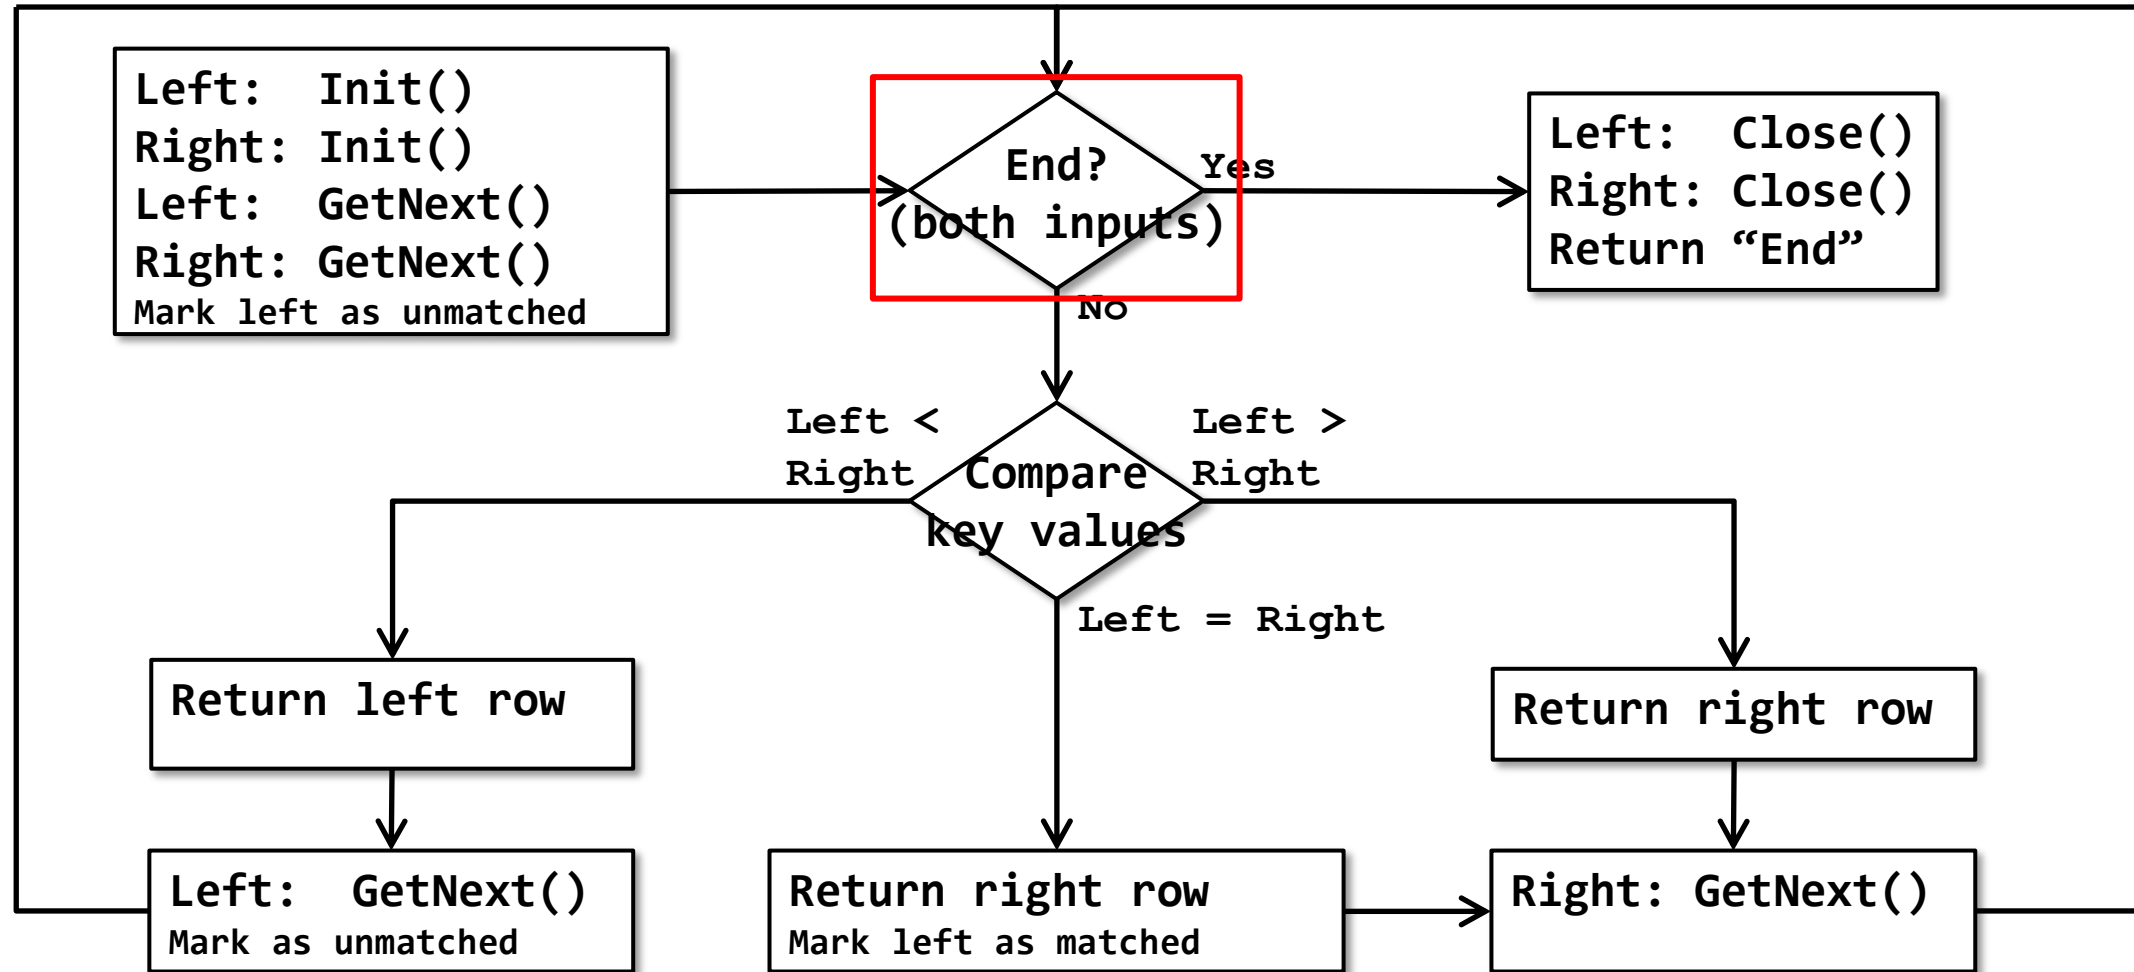 Left:  Init()
Right: Init()
Left:  GetNext()
Right: GetNext()
Mark left as unmatched
End?
(both inputs)
Yes
No
Left:  Close()
Right: Close()
Return “End”
Left <
Right
Compare
key values
Left >
Right
Left = Right
Return left row
Return right row
Left:  GetNext()
Mark as unmatched
Return right row
Mark left as matched
Right: GetNext()